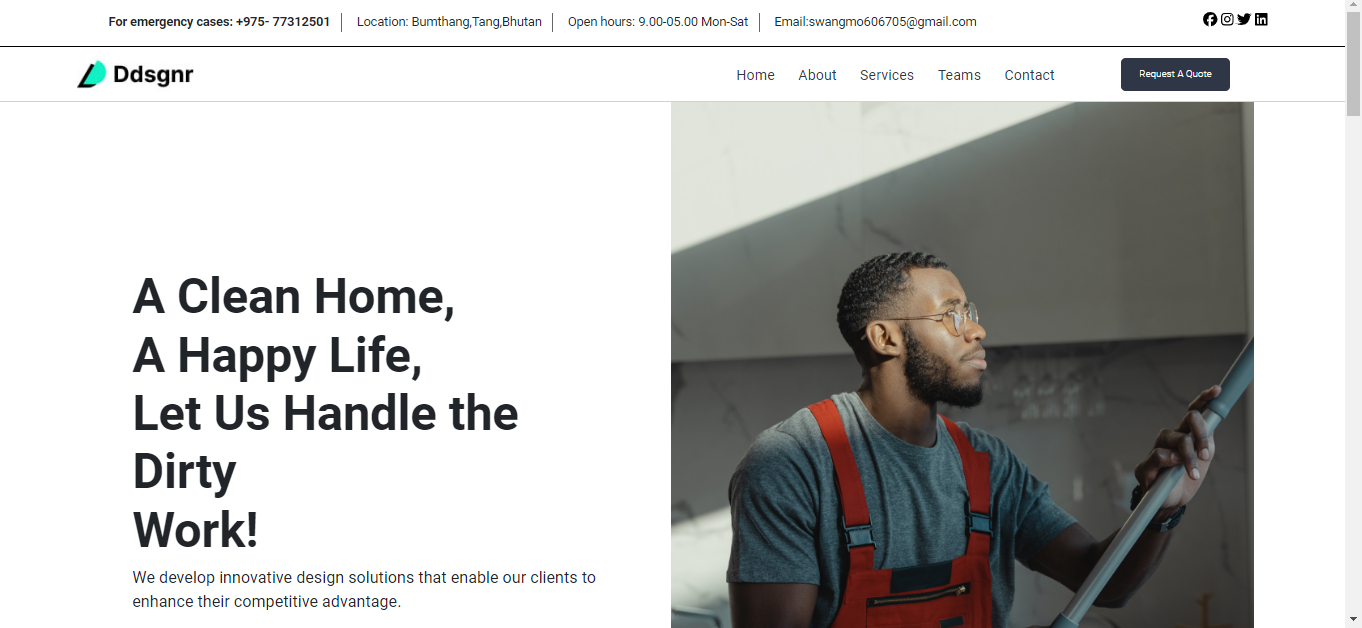 For emergency cases: +975- 77312501 Location: Bumthang,Tang,Bhutan Open hours: 9.00-05.00 Mon-Sat Email:swangmo606705@gmail.com
Ddsgnr Home About Services Teams Contact Request A Quote
A Clean Home,
A Happy Life,
Let Us Handle the
Dirty
Work!
We develop innovative design solutions that enable our clients to
enhance their competitive advantage.